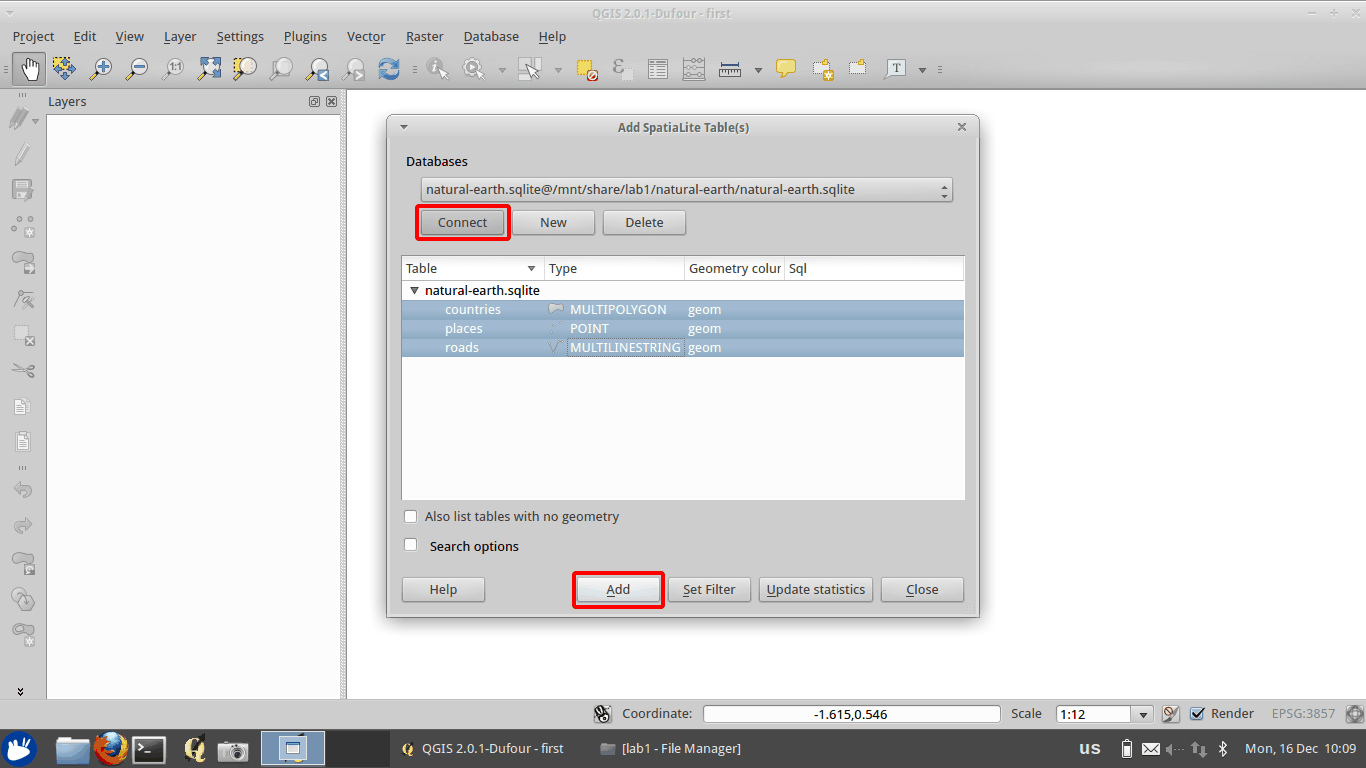 QGIS 2.0.1-Dufour - first
Project Edit View Layer Settings Plugins Vector Raster Database Help
1:1
T
Layers
Add SpatiaLite Table(s)
Databases
natural-earth.sqlite@/mnt/share/lab1/natural-earth/natural-earth.sqlite
Connect New Delete
Table Type Geometry colur Sql
natural-earth.sqlite
countries MULTIPOLYGON geom
places POINT geom
roads MULTILINESTRING geom
Also list tables with no geometry
Search options
Help Add Set Filter Update statistics Close
Coordinate: -1.615,0.546 Scale 1:12 Render EPSG:3857
QGIS 2.0.1-Dufour - first [lab1 - File Manager] us Mon, 16 Dec 10:09